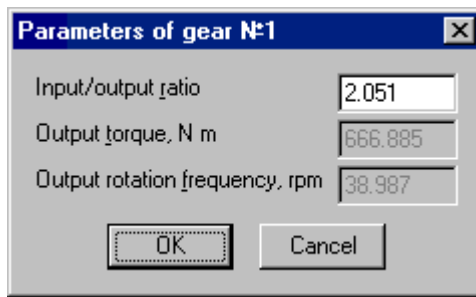 Parameters of gear №1
Input/output ratio 2.051
Output torque, N m 666.885
Output rotation frequency, rpm 38.987
OK Cancel